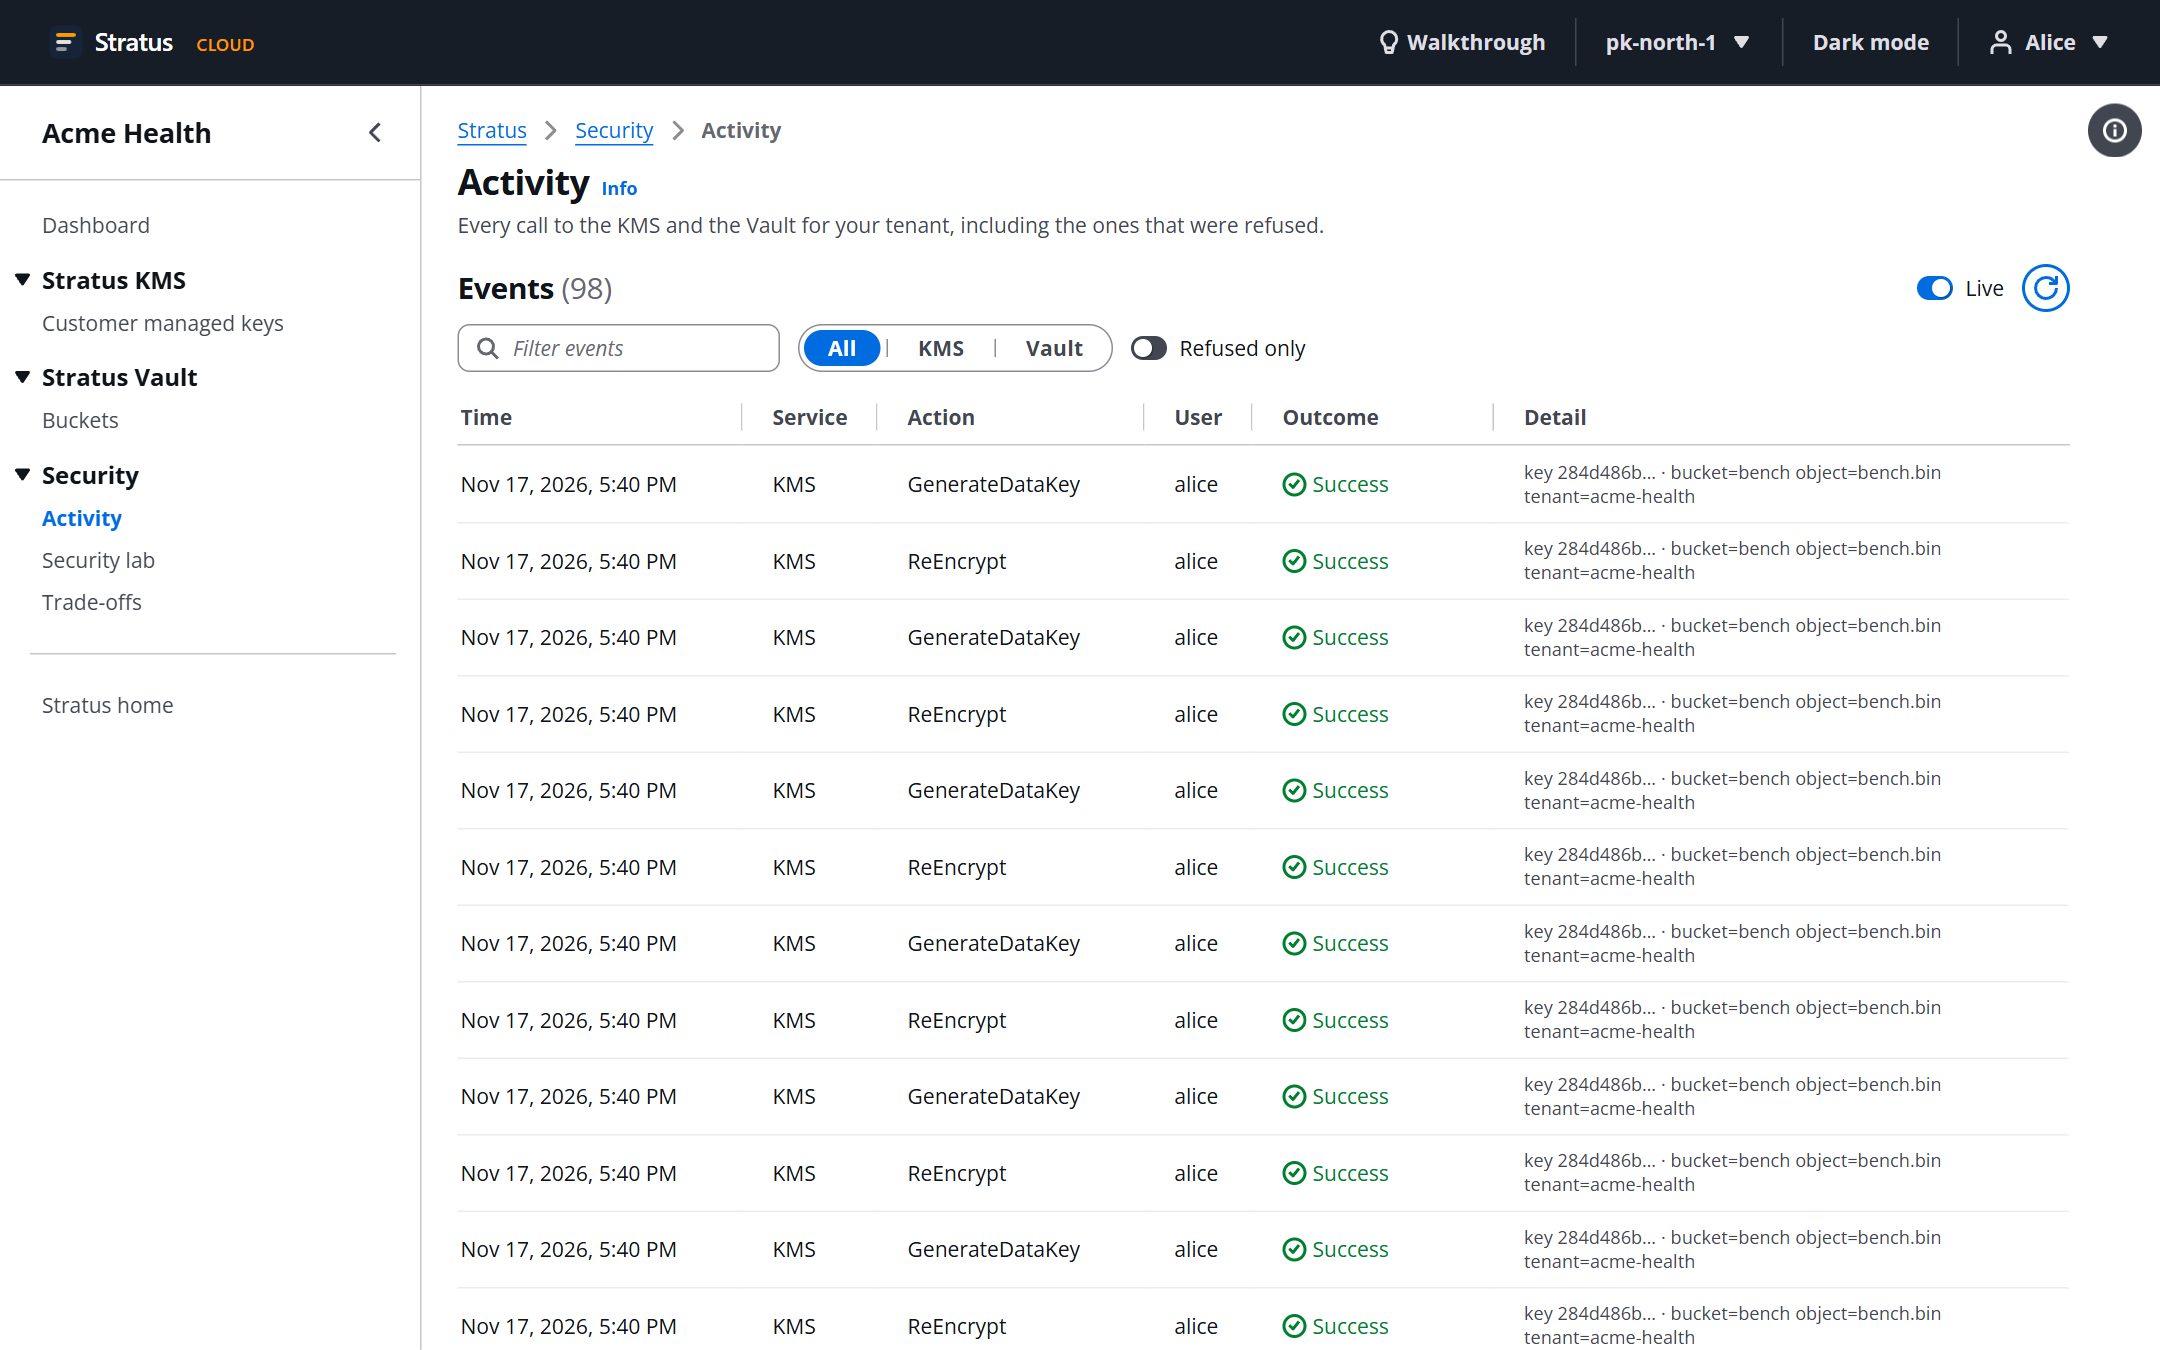 Stratus CLOUD
Walkthrough
pk-north-1
Dark mode
Alice
Acme Health
Dashboard
Stratus KMS
Customer managed keys
Stratus Vault
Buckets
Security
Activity
Security lab
Trade-offs
Stratus home
Stratus > Security > Activity
Activity Info
Every call to the KMS and the Vault for your tenant, including the ones that were refused.
Events (98)
Live
Filter events
All | KMS | Vault
Refused only
Time Service Action User Outcome Detail
Nov 17, 2026, 5:40 PM KMS GenerateDataKey alice Success key 284d486b... · bucket=bench object=bench.bin
tenant=acme-health
Nov 17, 2026, 5:40 PM KMS ReEncrypt alice Success key 284d486b... · bucket=bench object=bench.bin
tenant=acme-health
Nov 17, 2026, 5:40 PM KMS GenerateDataKey alice Success key 284d486b... · bucket=bench object=bench.bin
tenant=acme-health
Nov 17, 2026, 5:40 PM KMS ReEncrypt alice Success key 284d486b... · bucket=bench object=bench.bin
tenant=acme-health
Nov 17, 2026, 5:40 PM KMS GenerateDataKey alice Success key 284d486b... · bucket=bench object=bench.bin
tenant=acme-health
Nov 17, 2026, 5:40 PM KMS ReEncrypt alice Success key 284d486b... · bucket=bench object=bench.bin
tenant=acme-health
Nov 17, 2026, 5:40 PM KMS GenerateDataKey alice Success key 284d486b... · bucket=bench object=bench.bin
tenant=acme-health
Nov 17, 2026, 5:40 PM KMS ReEncrypt alice Success key 284d486b... · bucket=bench object=bench.bin
tenant=acme-health
Nov 17, 2026, 5:40 PM KMS GenerateDataKey alice Success key 284d486b... · bucket=bench object=bench.bin
tenant=acme-health
Nov 17, 2026, 5:40 PM KMS ReEncrypt alice Success key 284d486b... · bucket=bench object=bench.bin
tenant=acme-health
Nov 17, 2026, 5:40 PM KMS GenerateDataKey alice Success key 284d486b... · bucket=bench object=bench.bin
tenant=acme-health
Nov 17, 2026, 5:40 PM KMS ReEncrypt alice Success key 284d486b... · bucket=bench object=bench.bin
tenant=acme-health